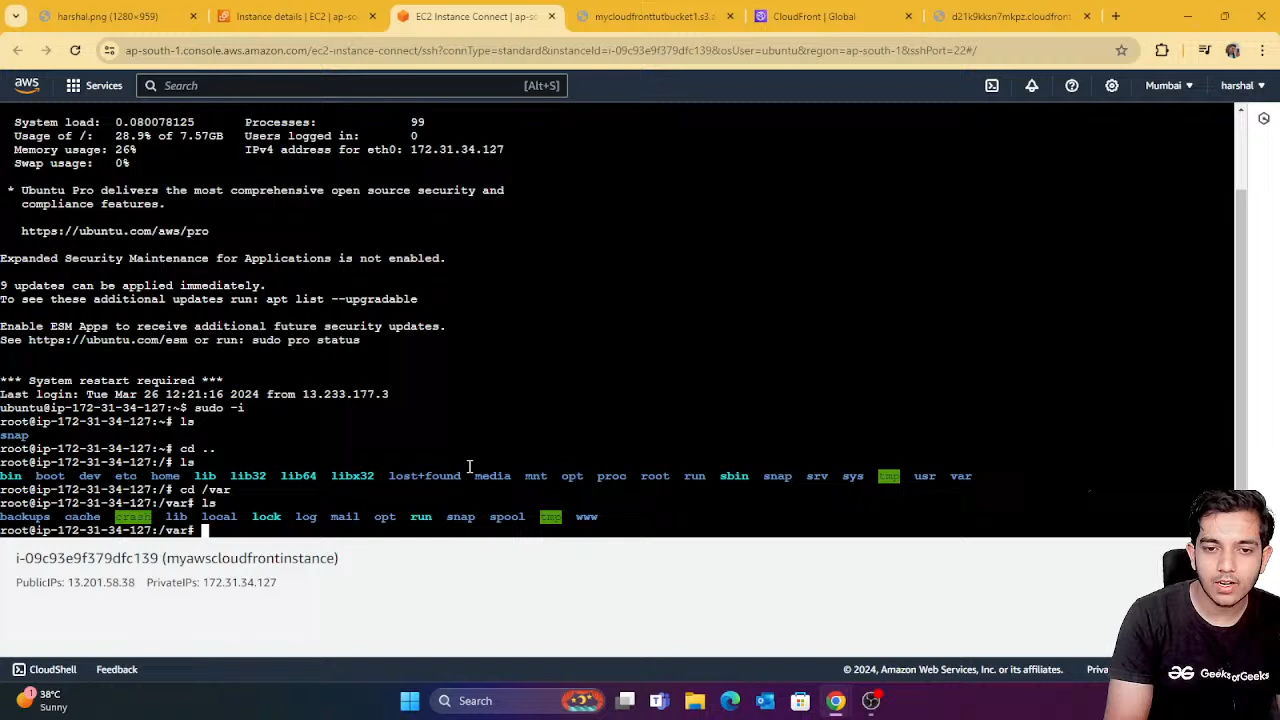 harshal.png (1280×959)
Instance details | EC2 | ap-so
EC2 Instance Connect | ap-so
mycloudfronttutbucket1.s3.a
CloudFront | Global
d21k9kksn7mkpz.cloudfron
ap-south-1.console.aws.amazon.com/ec2-instance-connect/ssh?connType=standard&instanceId=i-09c93e9f379dfc139&osUser=ubuntu&region=ap-south-1&sshPort=22#/
aws Services Search [Alt+S] Mumbai harshal
System load: 0.080078125 Processes: 99
Usage of /: 28.9% of 7.57GB Users logged in: 0
Memory usage: 26% IPv4 address for eth0: 172.31.34.127
Swap usage: 0%
* Ubuntu Pro delivers the most comprehensive open source security and
compliance features.
https://ubuntu.com/aws/pro
Expanded Security Maintenance for Applications is not enabled.
9 updates can be applied immediately.
To see these additional updates run: apt list --upgradable
Enable ESM Apps to receive additional future security updates.
See https://ubuntu.com/esm or run: sudo pro status
*** System restart required ***
Last login: Tue Mar 26 12:21:16 2024 from 13.233.177.3
ubuntu@ip-172-31-34-127:~$ sudo -i
root@ip-172-31-34-127:~# ls
snap
root@ip-172-31-34-127:~# cd ..
root@ip-172-31-34-127:/# ls
bin boot dev etc home lib lib32 lib64 libx32 lost+found media mnt opt proc root run sbin snap srv sys tmp usr var
root@ip-172-31-34-127:/# cd /var
root@ip-172-31-34-127:/var# ls
backups cache crash lib local lock log mail opt run snap spool tmp www
root@ip-172-31-34-127:/var#
i-09c93e9f379dfc139 (myawscloudfrontinstance)
PublicIPs: 13.201.58.38 PrivateIPs: 172.31.34.127
CloudShell Feedback © 2024, Amazon Web Services, Inc. or its affiliates. Priva
GeeksforGeeks
1
38°C
Sunny
Search